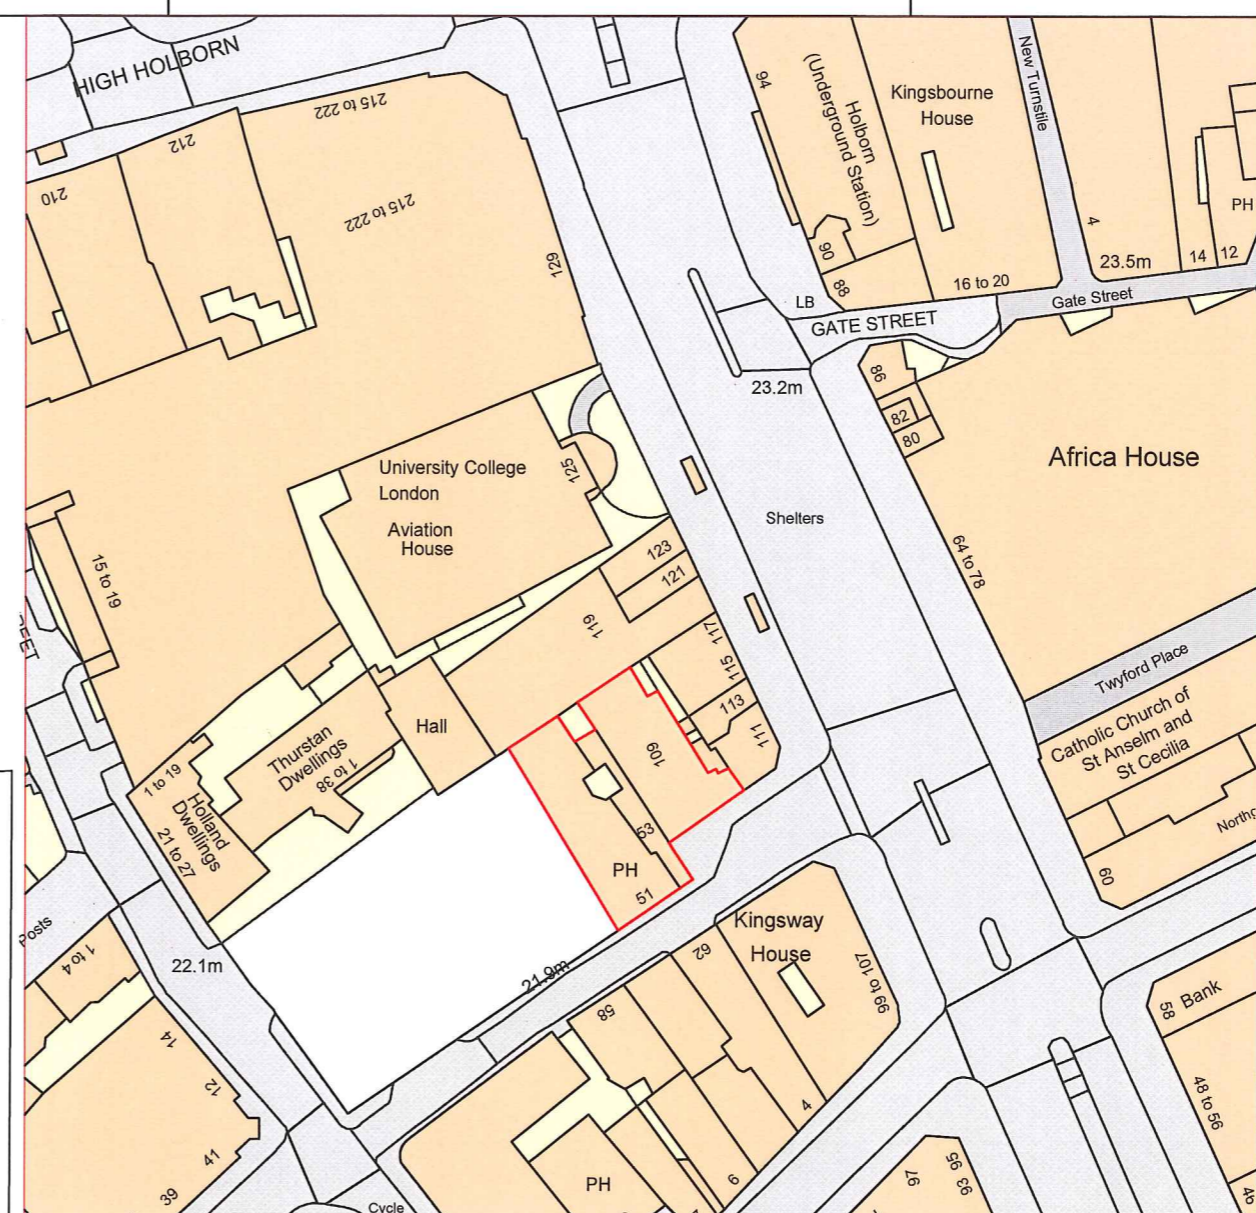 HIGH HOLBORN
215 to 222
212
210
215 to 222
129
94
Holborn
(Underground Station)
Kingsbourne
House
New Turnstile
4
PH
90
88
16 to 20
23.5m
14
12
LB
GATE STREET
Gate Street
23.2m
86
82
80
Africa House
University College
London
Aviation
House
125
Shelters
64 to 78
15 to 19
123
121
119
117
115
113
111
Twyford Place
Catholic Church of
St Anselm and
St Cecilia
Hall
109
Thurstan
Dwellings
1 to 38
1 to 19
Holland
Dwellings
21 to 27
53
PH
51
60
Posts
1 to 4
22.1m
21.9m
Kingsway
House
62
99 to 107
58
Bank
58
14
12
41
39
4
6
48 to 56
PH
Cycle
97
93 95